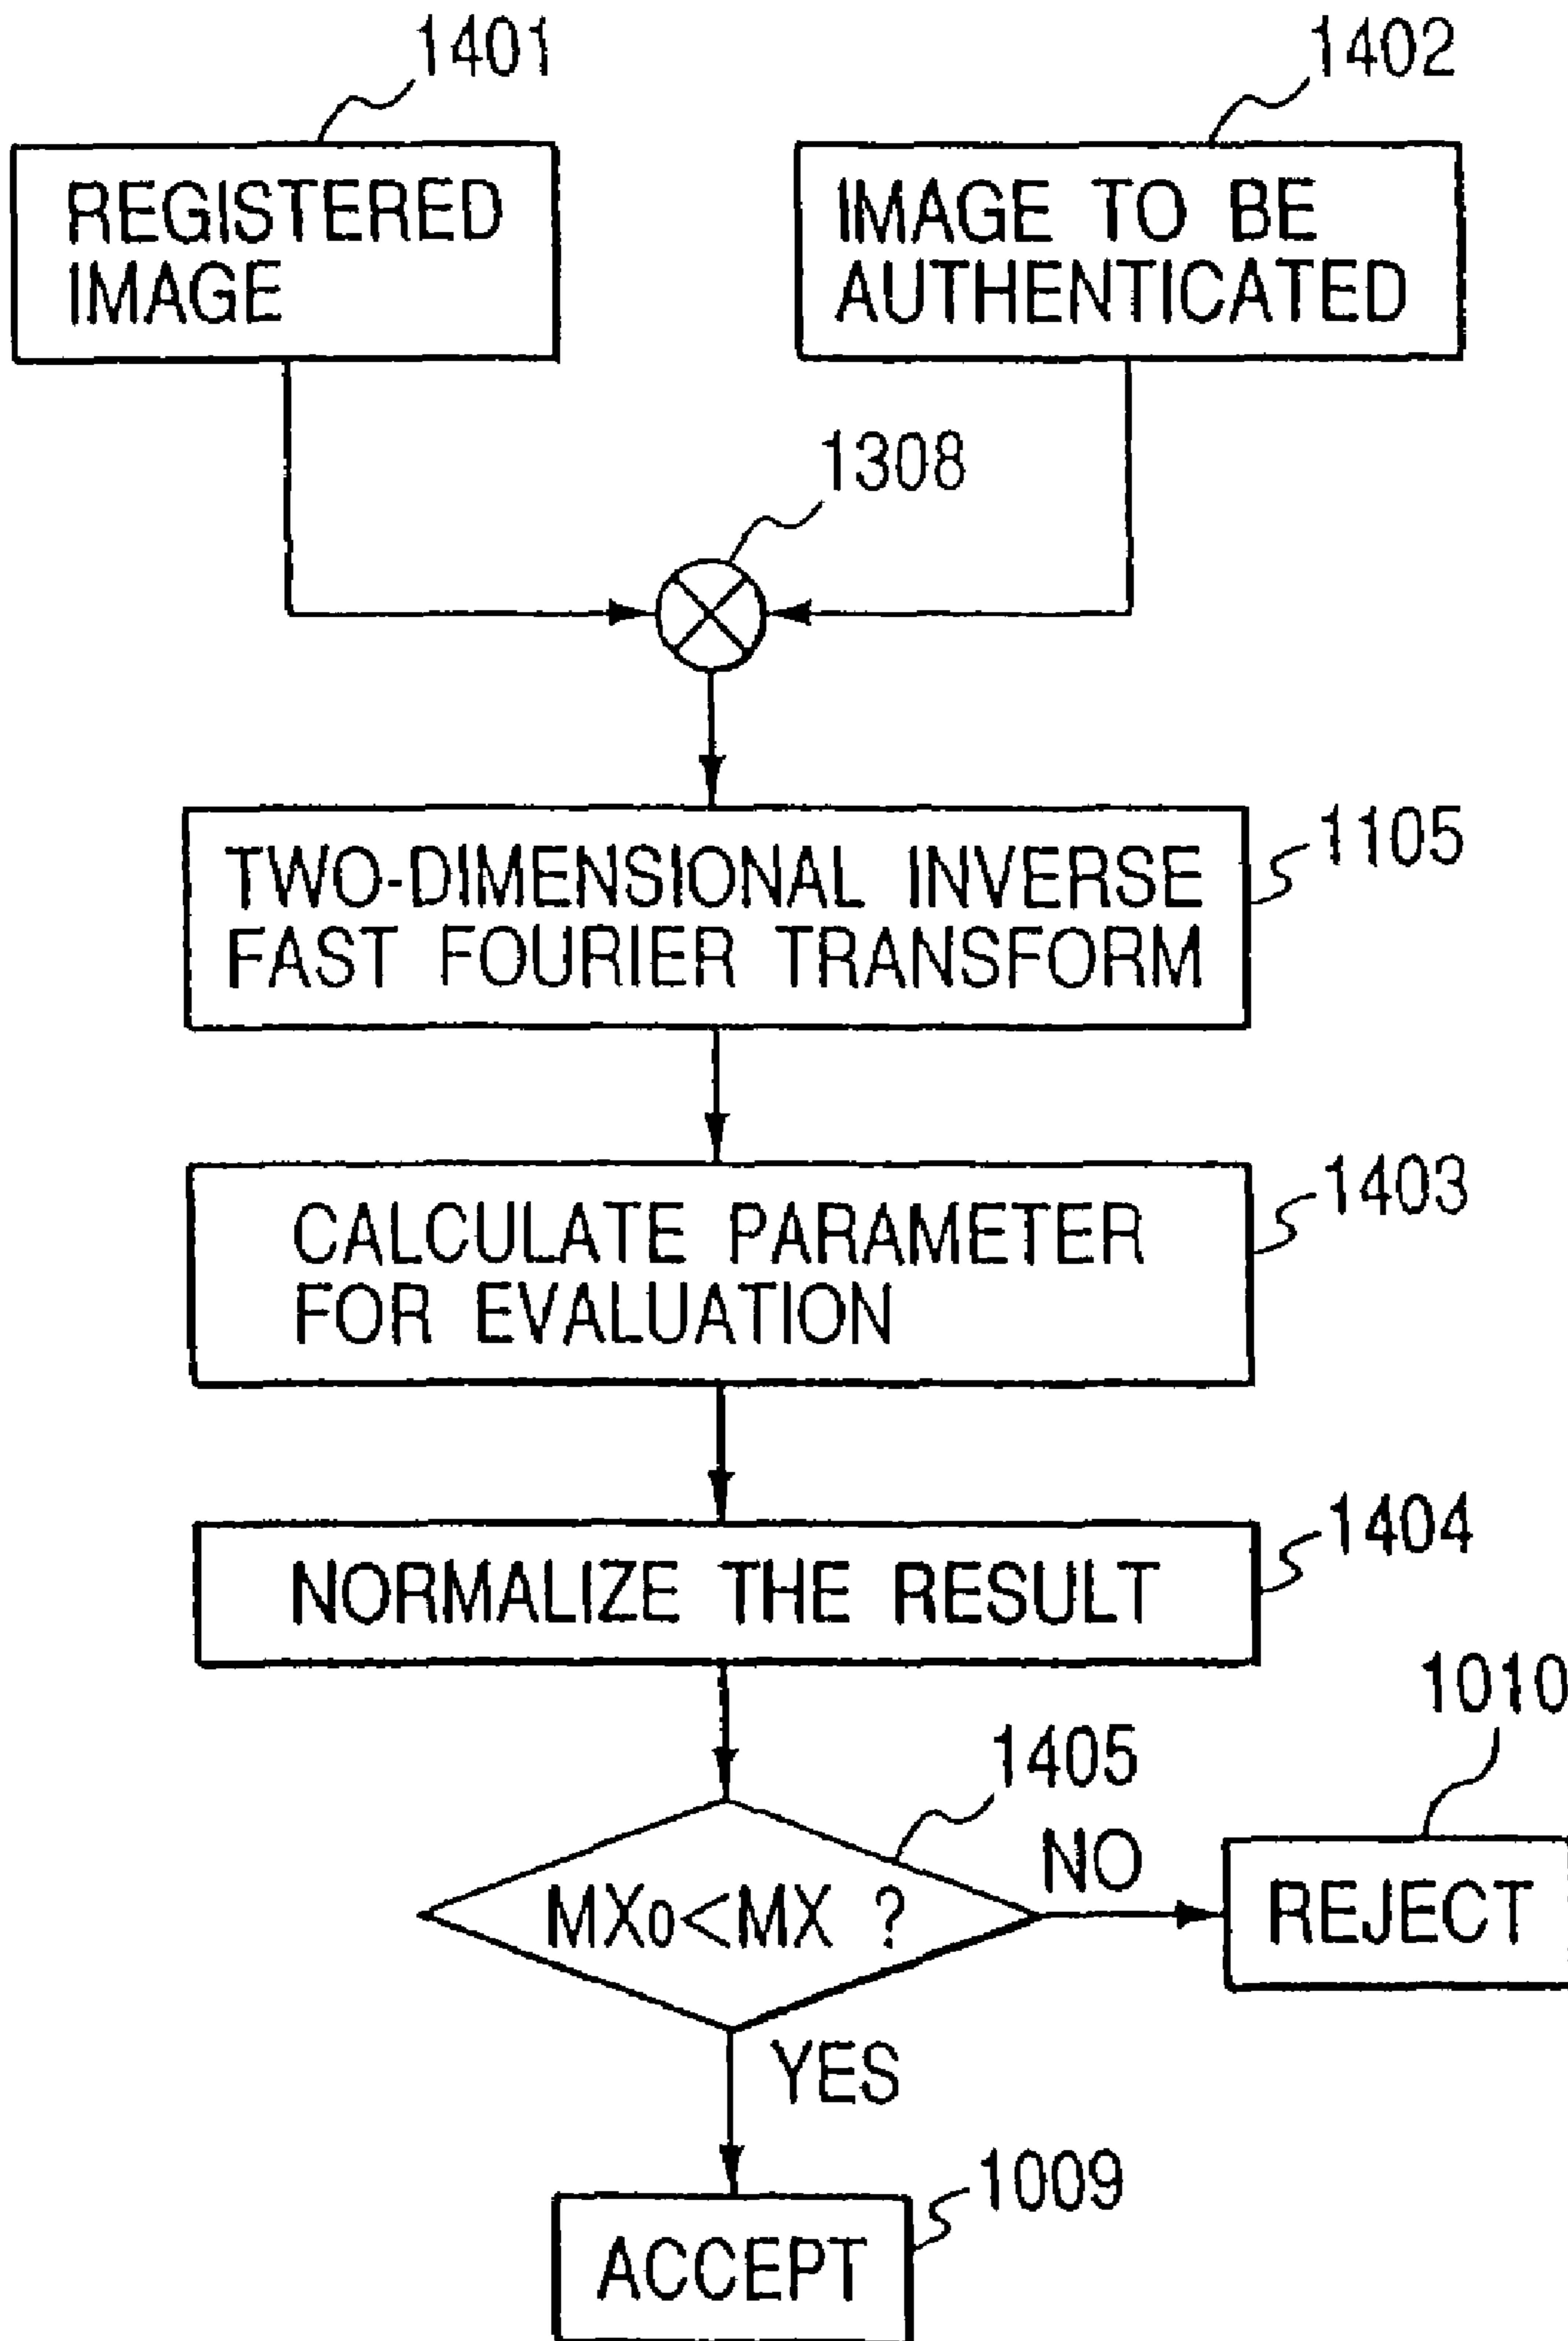 1401
1402
REGISTERED
IMAGE
IMAGE TO BE
AUTHENTICATED
1308
1105
TWO-DIMENSIONAL INVERSE
FAST FOURIER TRANSFORM
1403
CALCULATE PARAMETER
FOR EVALUATION
1404
NORMALIZE THE RESULT
1010
1405
NO
MX0<MX ?
REJECT
YES
1009
ACCEPT